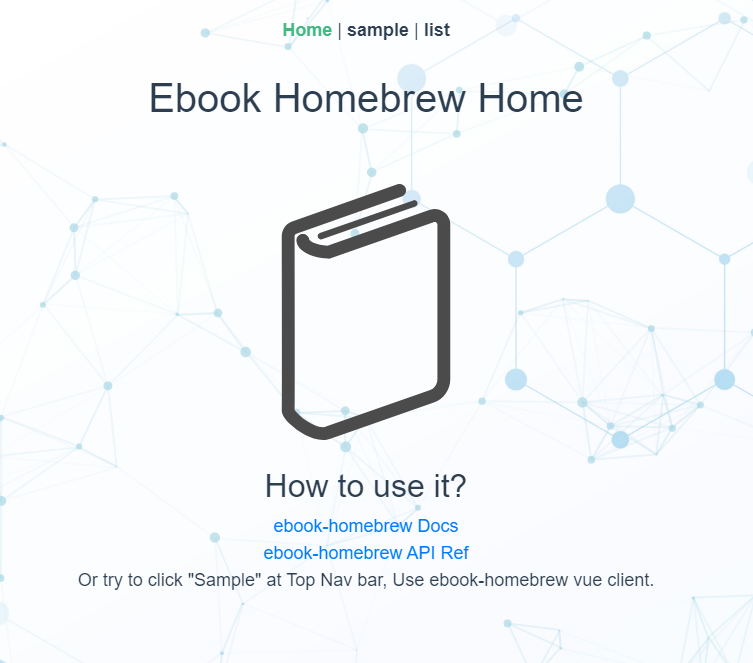 Home | sample | list
Ebook Homebrew Home
How to use it?
ebook-homebrew Docs
ebook-homebrew API Ref
Or try to click "Sample" at Top Nav bar, Use ebook-homebrew vue client.